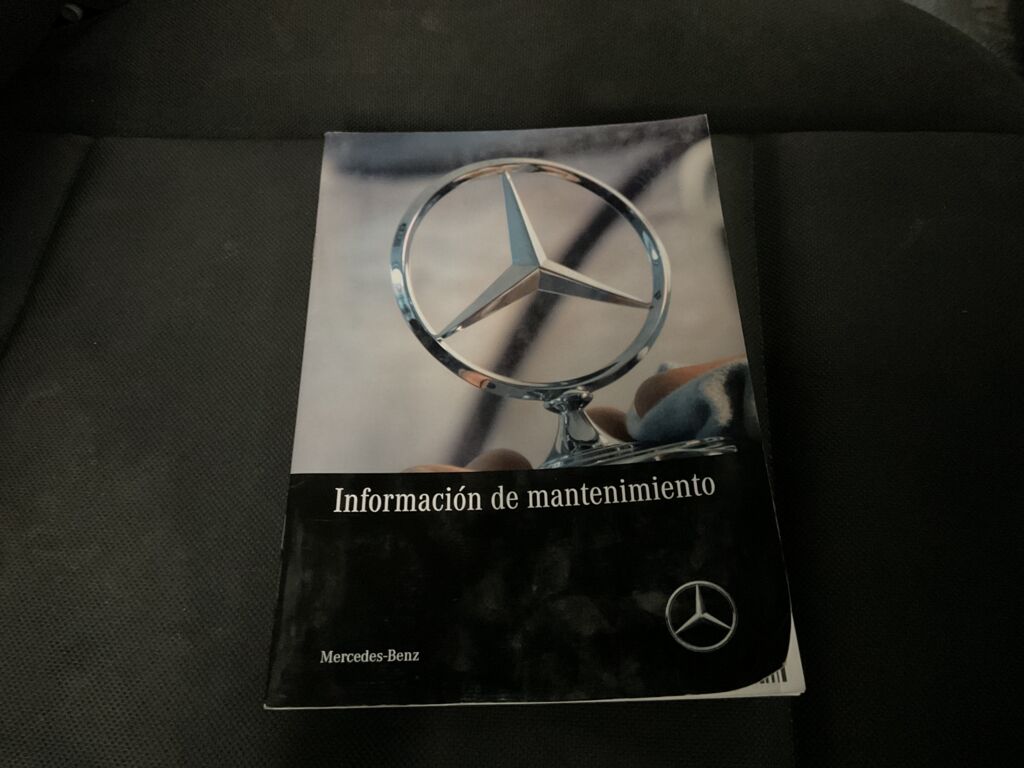 Información de mantenimiento
Mercedes-Benz